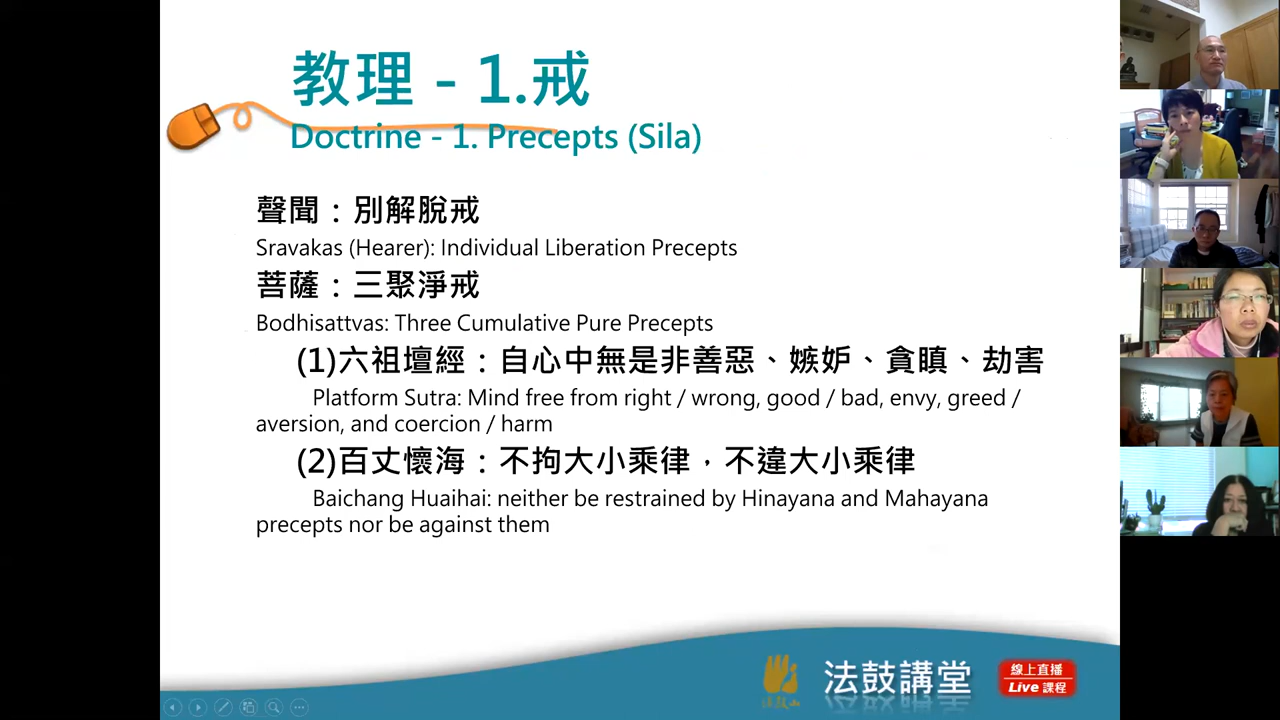 教理 - 1.戒
Doctrine - 1. Precepts (Sila)
聲聞：別解脫戒
Sravakas (Hearer): Individual Liberation Precepts
菩薩：三聚淨戒
Bodhisattvas: Three Cumulative Pure Precepts
(1)六祖壇經：自心中無是非善惡、嫉妒、貪瞋、劫害
Platform Sutra: Mind free from right / wrong, good / bad, envy, greed /
aversion, and coercion / harm
(2)百丈懷海：不拘大小乘律，不違大小乘律
Baichang Huaihai: neither be restrained by Hinayana and Mahayana
precepts nor be against them
法鼓山
法鼓講堂
線上直播
Live 課程